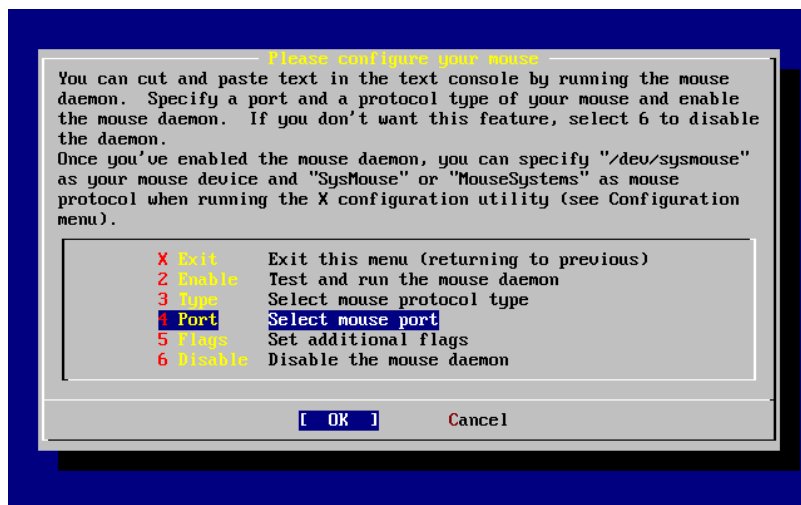 Please configure your mouse
You can cut and paste text in the text console by running the mouse
daemon.  Specify a port and a protocol type of your mouse and enable
the mouse daemon.  If you don't want this feature, select 6 to disable
the daemon.
Once you've enabled the mouse daemon, you can specify "/dev/sysmouse"
as your mouse device and "SysMouse" or "MouseSystems" as mouse
protocol when running the X configuration utility (see Configuration
menu).
X Exit Exit this menu (returning to previous)
2 Enable Test and run the mouse daemon
3 Type Select mouse protocol type
4 Port Select mouse port
5 Flags Set additional flags
6 Disable Disable the mouse daemon
[ OK ] Cancel